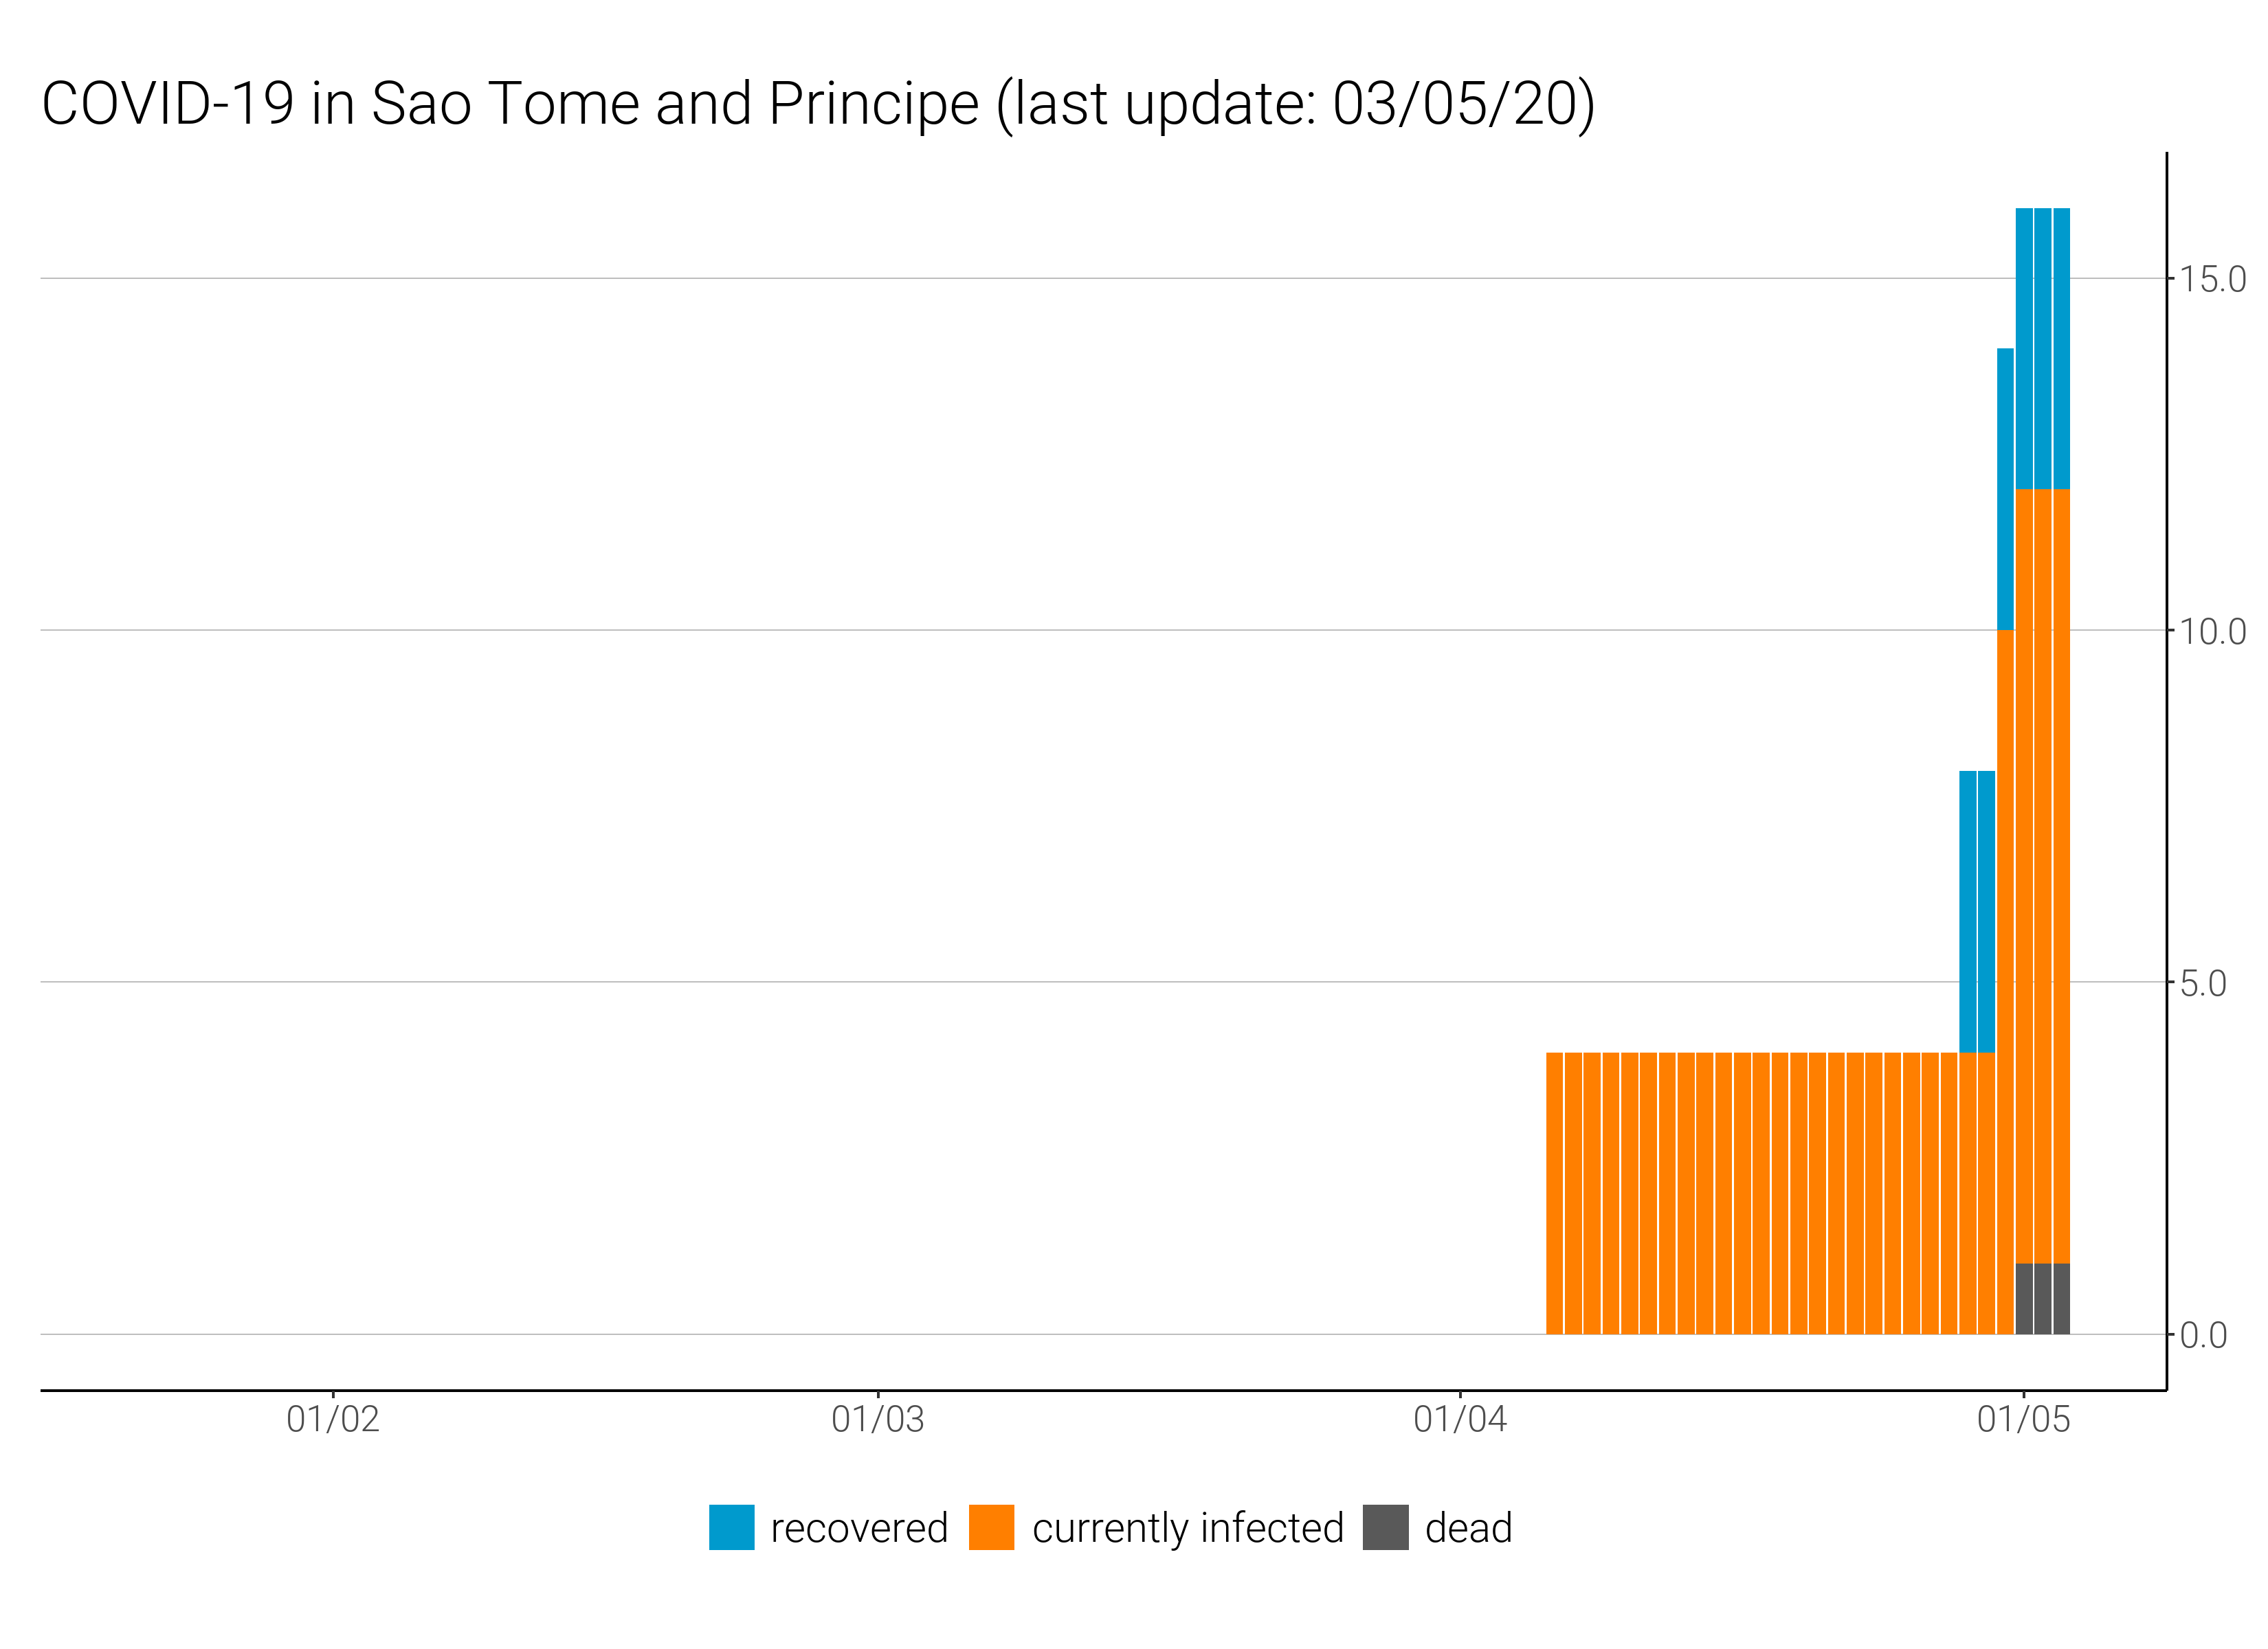 COVID-19 in Sao Tome and Principe (last update: 03/05/20)
15.0
10.0
5.0
0.0
01/02 01/03 01/04 01/05
recovered currently infected dead